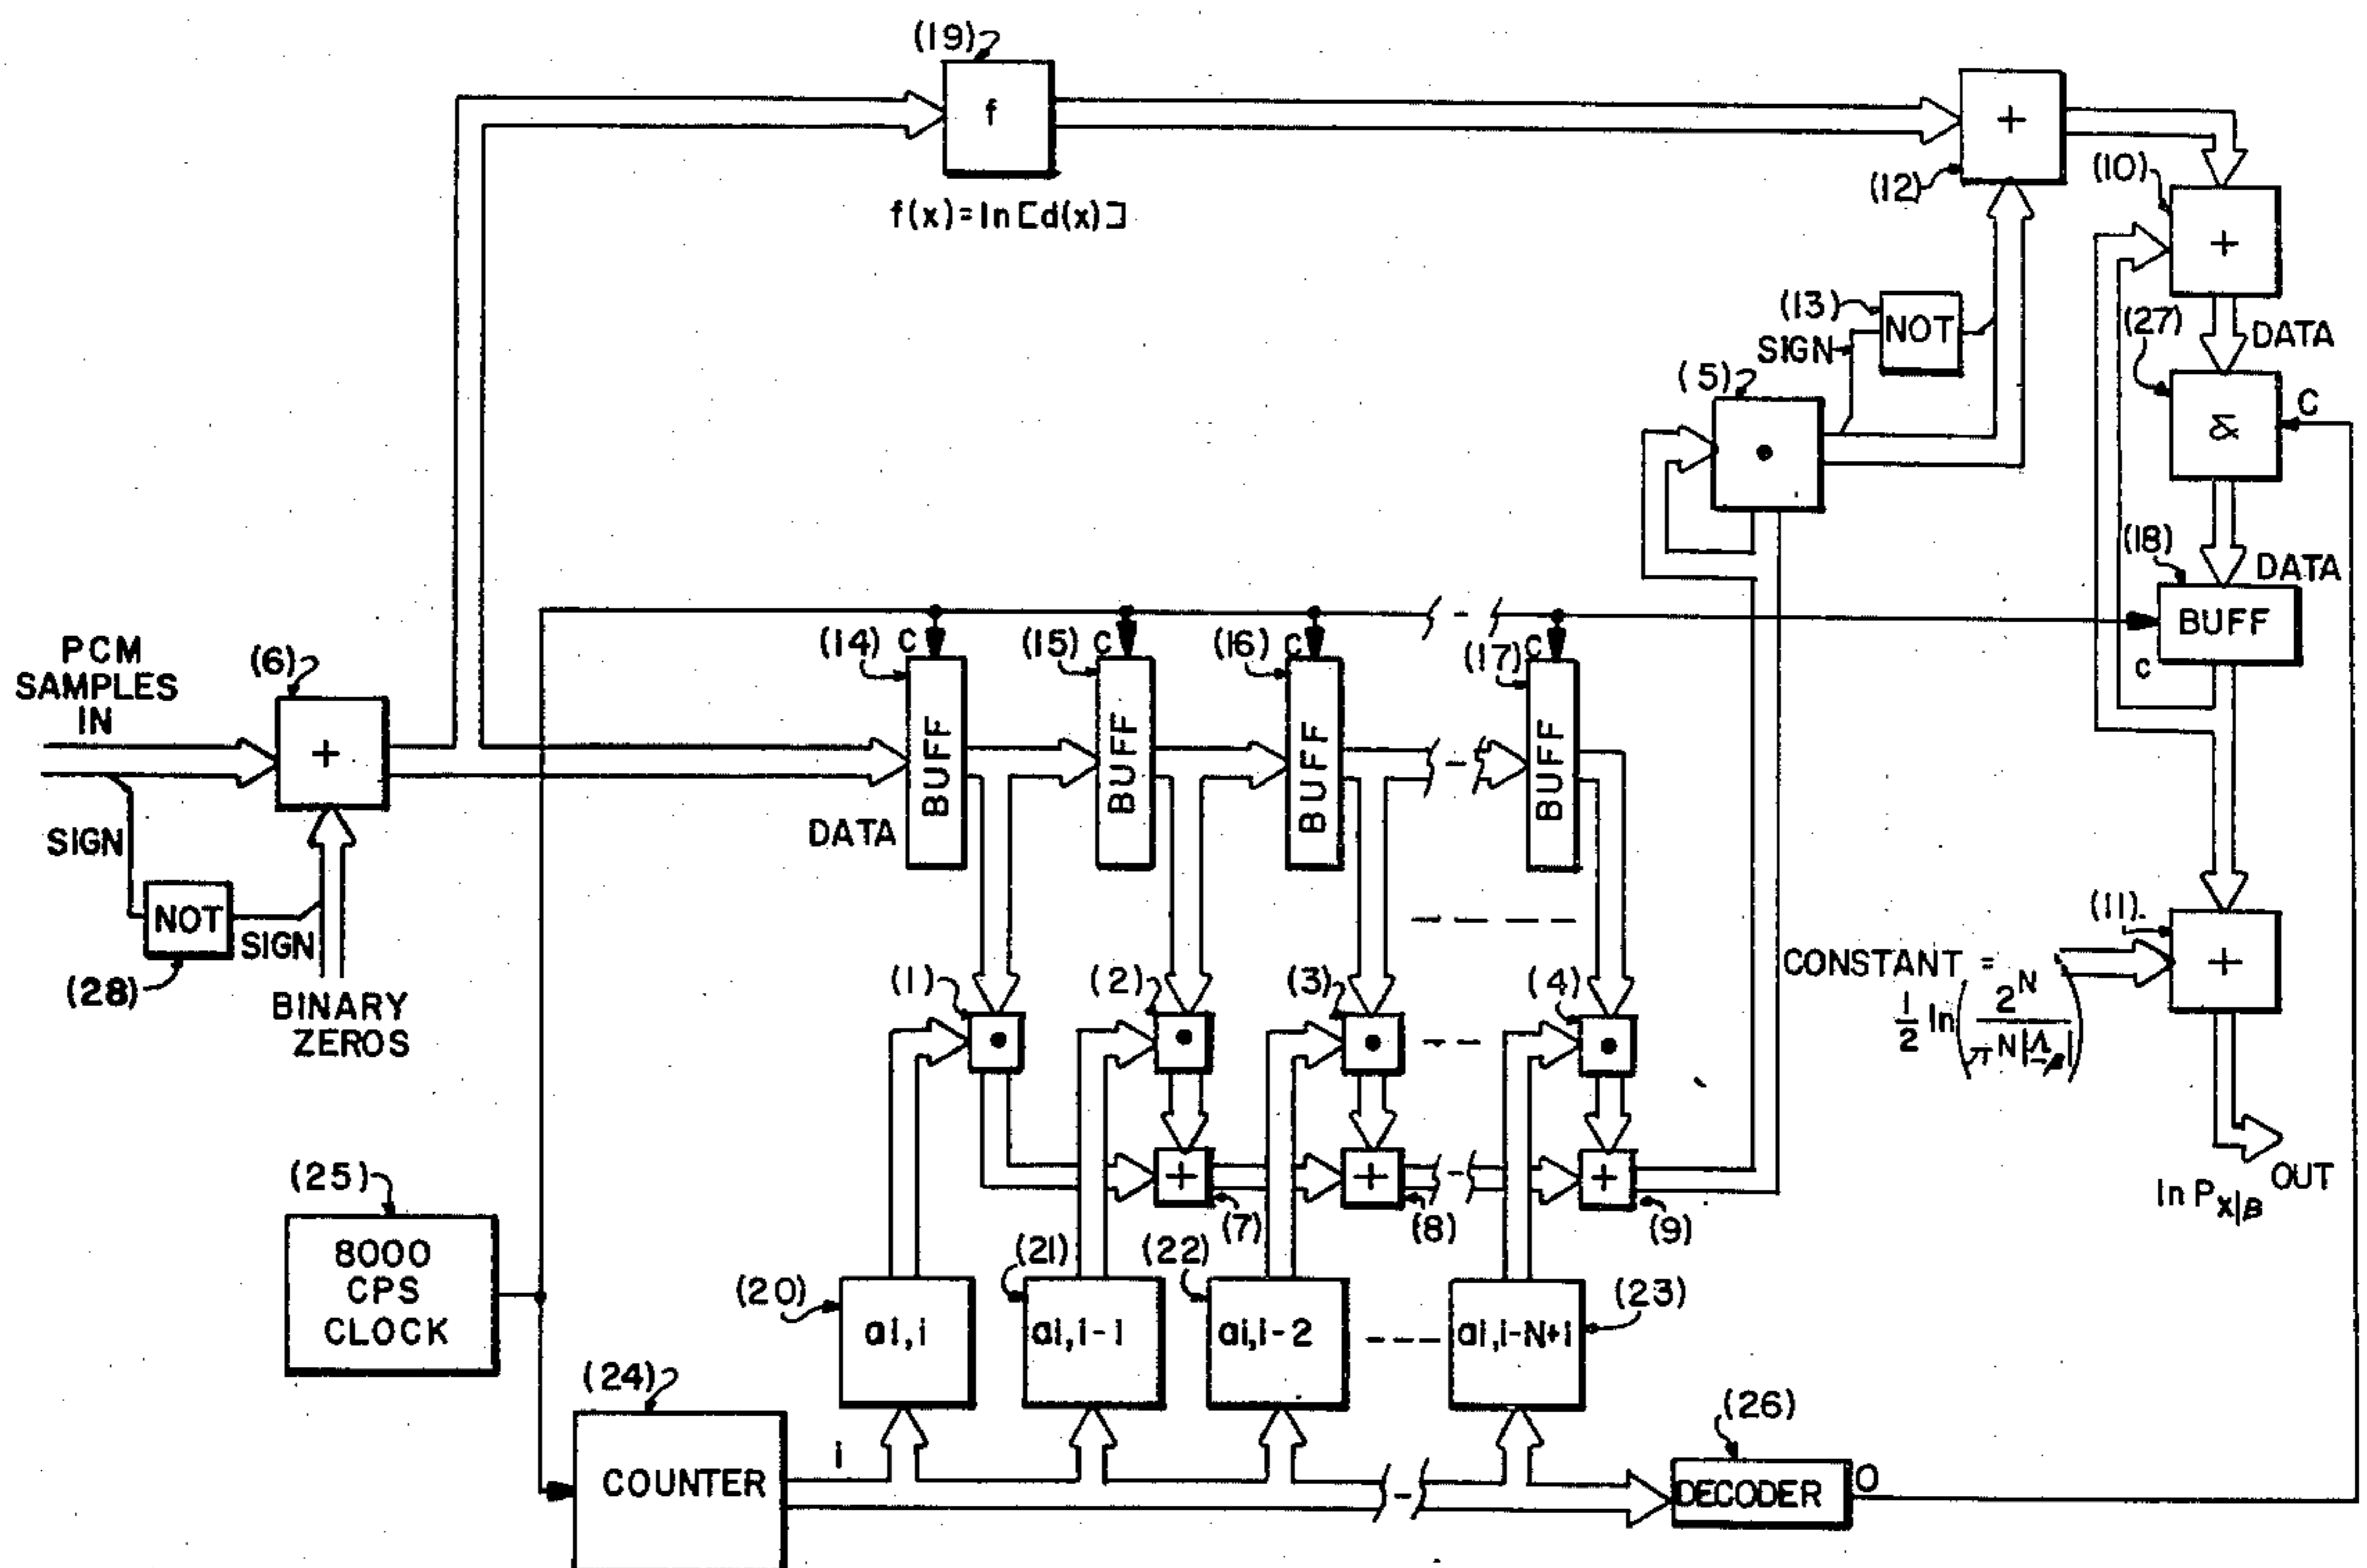 (19)
f
f(x)=ln[d(x)]
+
(12)
(10)
+
(13)
NOT
SIGN
(27)
DATA
&
C
(5)
•
(18)
DATA
BUFF
C
PCM
SAMPLES
IN
(6)
+
SIGN
NOT
SIGN
(28)
BINARY
ZEROS
(14) C
BUFF
DATA
(15) C
BUFF
(16) C
BUFF
(17) C
BUFF
(1)
•
(2)
•
(3)
•
(4)
•
+
(7)
+
(8)
+
(9)
(11)
+
CONSTANT =
1/2 ln(2^N / π^N|Λ_β|)
OUT
ln P_X|β
(25)
8000
CPS
CLOCK
(20)
ai,i
(21)
ai,i-1
(22)
ai,i-2
(23)
ai,i-N+1
(24)
COUNTER
i
(26)
DECODER
O